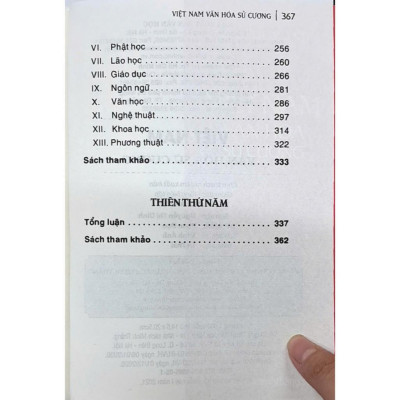 VIỆT NAM VĂN HÓA SỬ CƯƠNG | 367
VI. Phật học 256
VII. Lão học 260
VIII. Giáo dục 266
IX. Ngôn ngữ 281
X. Văn học 286
XI. Nghệ thuật 297
XII. Khoa học 314
XIII. Phương thuật 322
Sách tham khảo 333
THIÊN THỨ NĂM
Tổng luận 337
Sách tham khảo 362